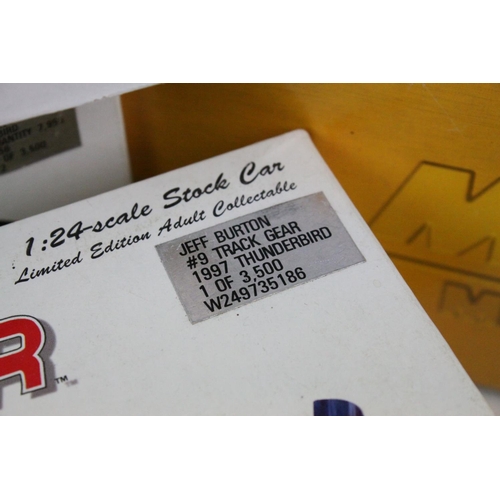 1:24-scale Stock Car
Limited Edition Adult Collectable
JEFF BURTON
#9 TRACK GEAR
1997 THUNDERBIRD
1 OF 3,500
W249735186
R™
M
M